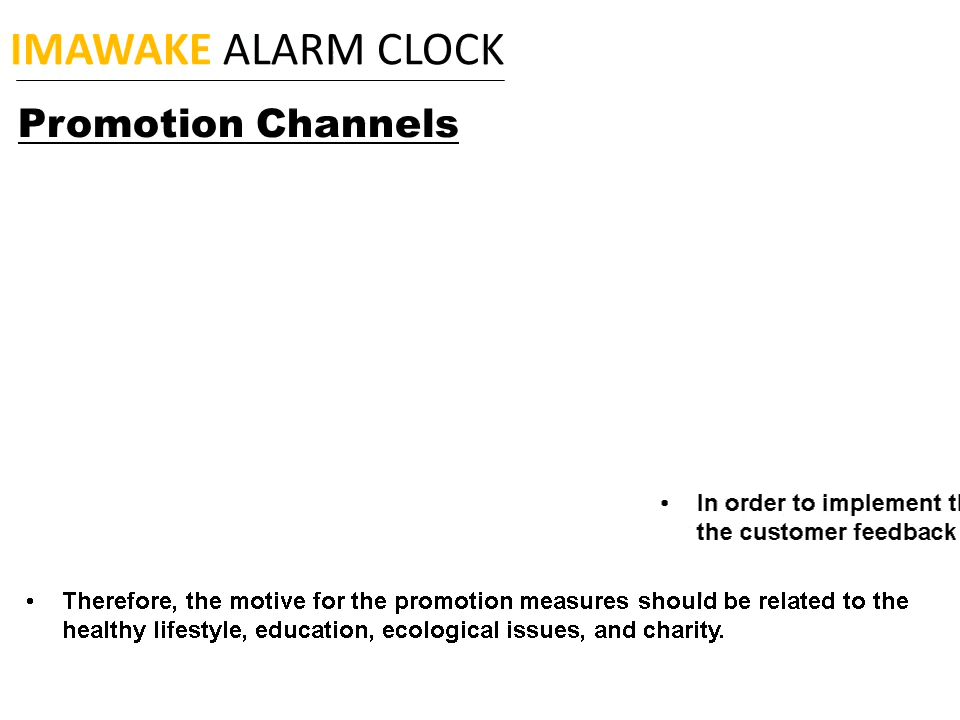 IMAWAKE ALARM CLOCK
Promotion Channels
• In order to implement
the customer feedback
• Therefore, the motive for the promotion measures should be related to the
healthy lifestyle, education, ecological issues, and charity.